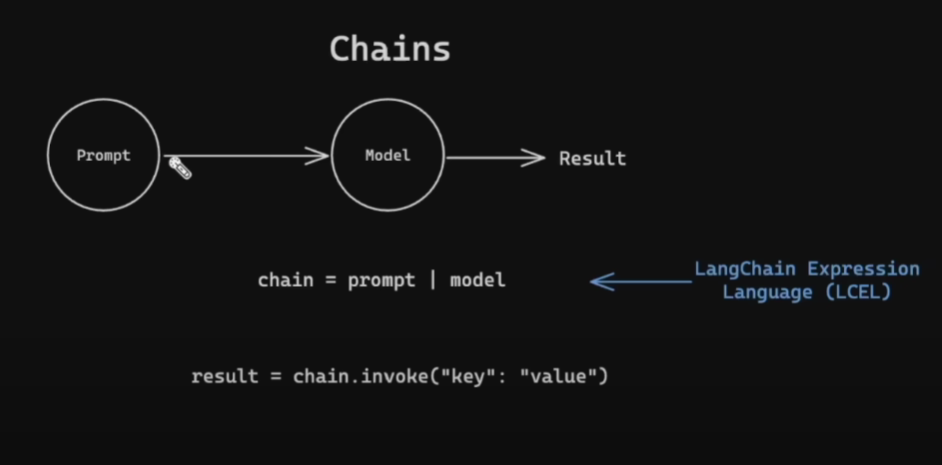 Chains
Prompt
Model
Result
chain = prompt | model
LangChain Expression
Language (LCEL)
result = chain.invoke("key": "value")